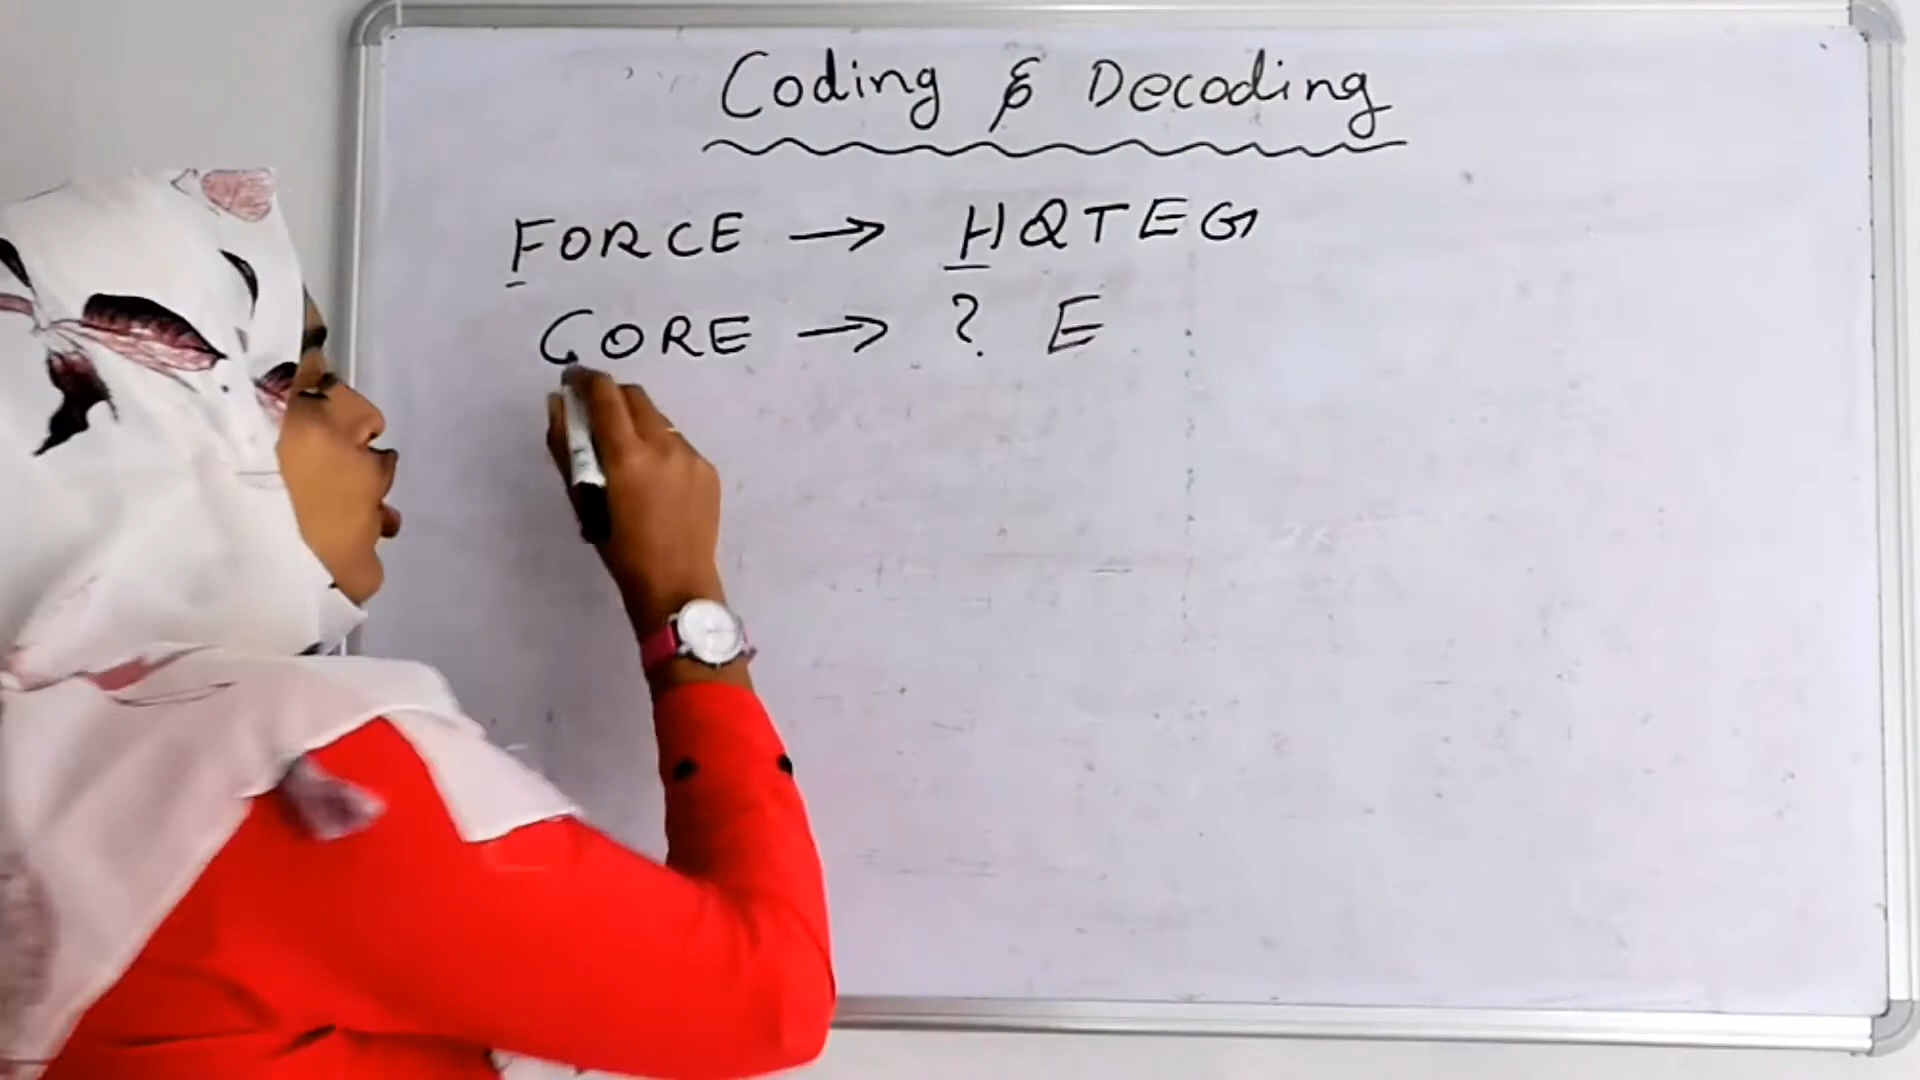 Coding & Decoding
FORCE → HQTEG
CORE → ? E